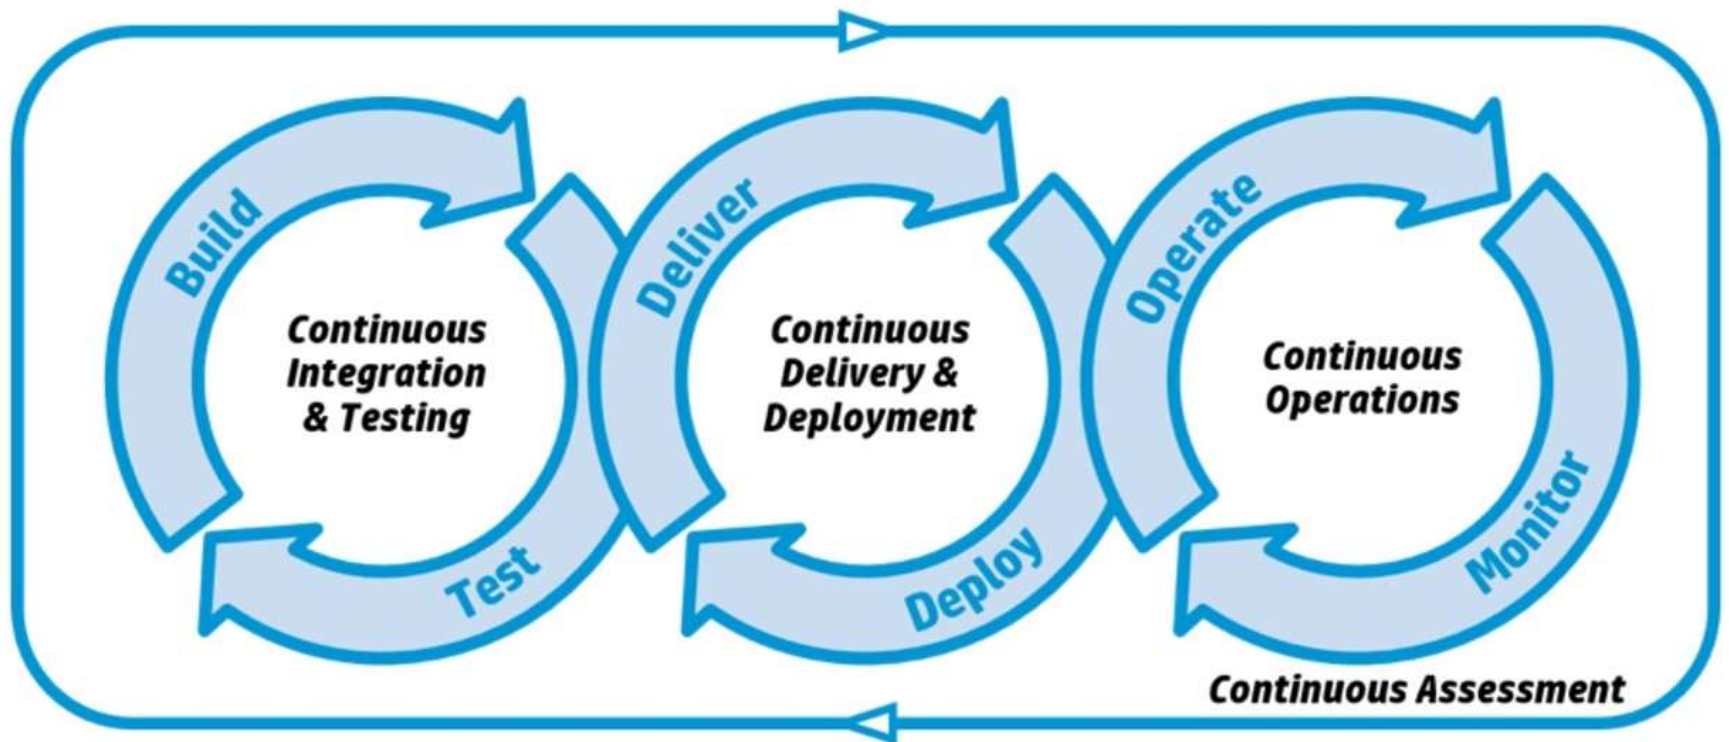 Build
Continuous
Integration
& Testing
Test
Deliver
Continuous
Delivery &
Deployment
Deploy
Operate
Continuous
Operations
Monitor
Continuous Assessment